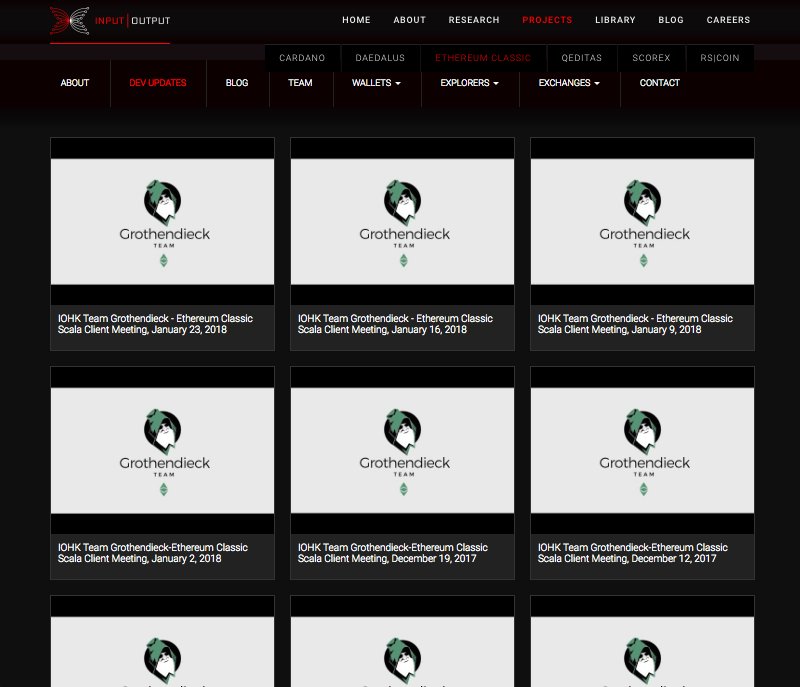 INPUT | OUTPUT
HOME ABOUT RESEARCH PROJECTS LIBRARY BLOG CAREERS
CARDANO DAEDALUS ETHEREUM CLASSIC QEDITAS SCOREX RS|COIN
ABOUT DEV UPDATES BLOG TEAM WALLETS EXPLORERS EXCHANGES CONTACT
Grothendieck
TEAM
IOHK Team Grothendieck - Ethereum Classic
Scala Client Meeting, January 23, 2018
Grothendieck
TEAM
IOHK Team Grothendieck - Ethereum Classic
Scala Client Meeting, January 16, 2018
Grothendieck
TEAM
IOHK Team Grothendieck - Ethereum Classic
Scala Client Meeting, January 9, 2018
Grothendieck
TEAM
IOHK Team Grothendieck-Ethereum Classic
Scala Client Meeting, January 2, 2018
Grothendieck
TEAM
IOHK Team Grothendieck-Ethereum Classic
Scala Client Meeting, December 19, 2017
Grothendieck
TEAM
IOHK Team Grothendieck-Ethereum Classic
Scala Client Meeting, December 12, 2017